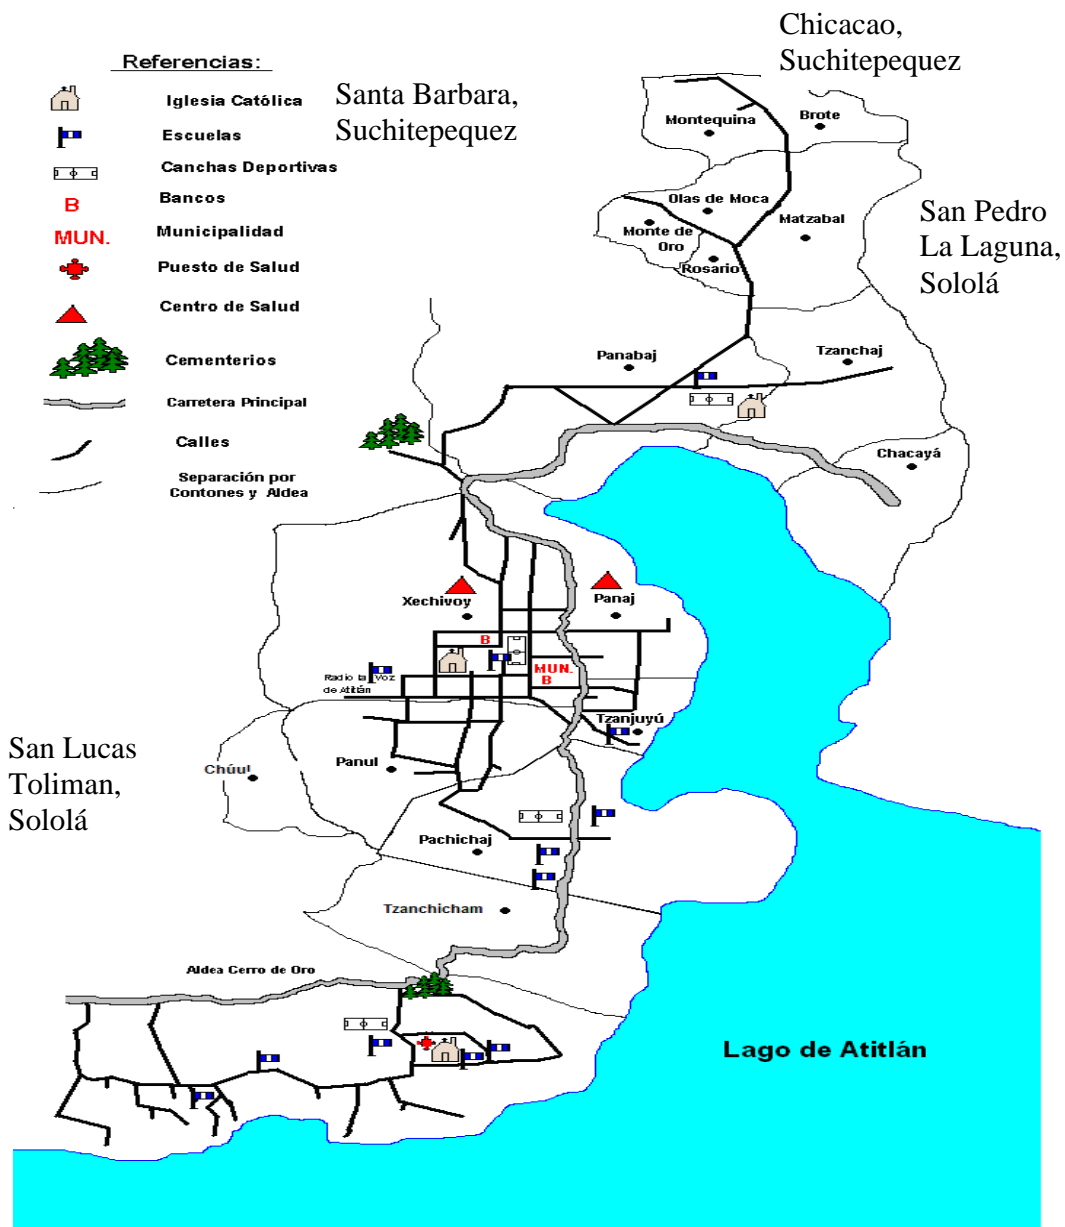 Chicacao,
Suchitepequez
Referencias:
Iglesia Católica
Escuelas
Canchas Deportivas
B
Bancos
MUN.
Municipalidad
Puesto de Salud
Centro de Salud
Cementerios
Carretera Principal
Calles
Separación por
Contones y Aldea
Santa Barbara,
Suchitepequez
Montequina
Brote
Olas de Moca
Matzabal
Monte de
Oro
Rosario
San Pedro
La Laguna,
Sololá
Panabaj
Tzanchaj
Chacayá
Xechivoy
Panaj
B
MUN.
B
Radio la Voz
de Atitlán
Tzanjuyú
San Lucas
Toliman,
Sololá
Chúul
Panul
Pachichaj
Tzanchicham
Aldea Cerro de Oro
Lago de Atitlán